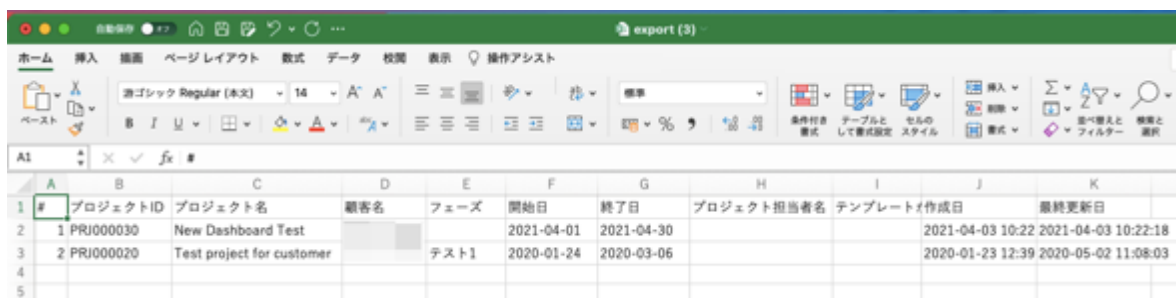 自動保存 オフ export (3)
ホーム 挿入 描画 ページ レイアウト 数式 データ 校閲 表示 操作アシスト
ペースト 游ゴシック Regular (本文) 14 A A 標準 条件付き書式 テーブルとして書式設定 セルのスタイル 挿入 削除 書式 並べ替えとフィルター 検索と選択
B I U A %
A1 fx #
A B C D E F G H I J K
1 # プロジェクトID プロジェクト名 顧客名 フェーズ 開始日 終了日 プロジェクト担当者名 テンプレート 作成日 最終更新日
2 1 PRJ000030 New Dashboard Test 2021-04-01 2021-04-30 2021-04-03 10:22 2021-04-03 10:22:18
3 2 PRJ000020 Test project for customer テスト1 2020-01-24 2020-03-06 2020-01-23 12:39 2020-05-02 11:08:03
4
5